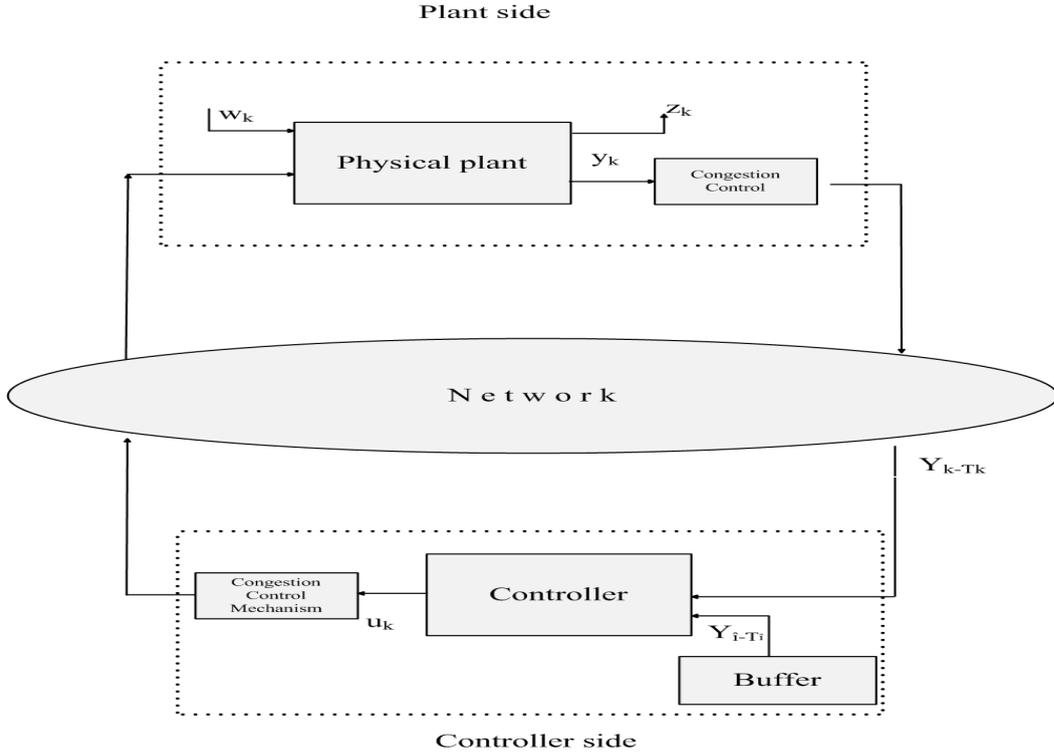 Plant side
wk
zk
Physical plant
yk
Congestion
Control
N e t w o r k
Yk-Tk
Congestion
Control
Mechanism
Controller
uk
Yî-Ti
Buffer
Controller side